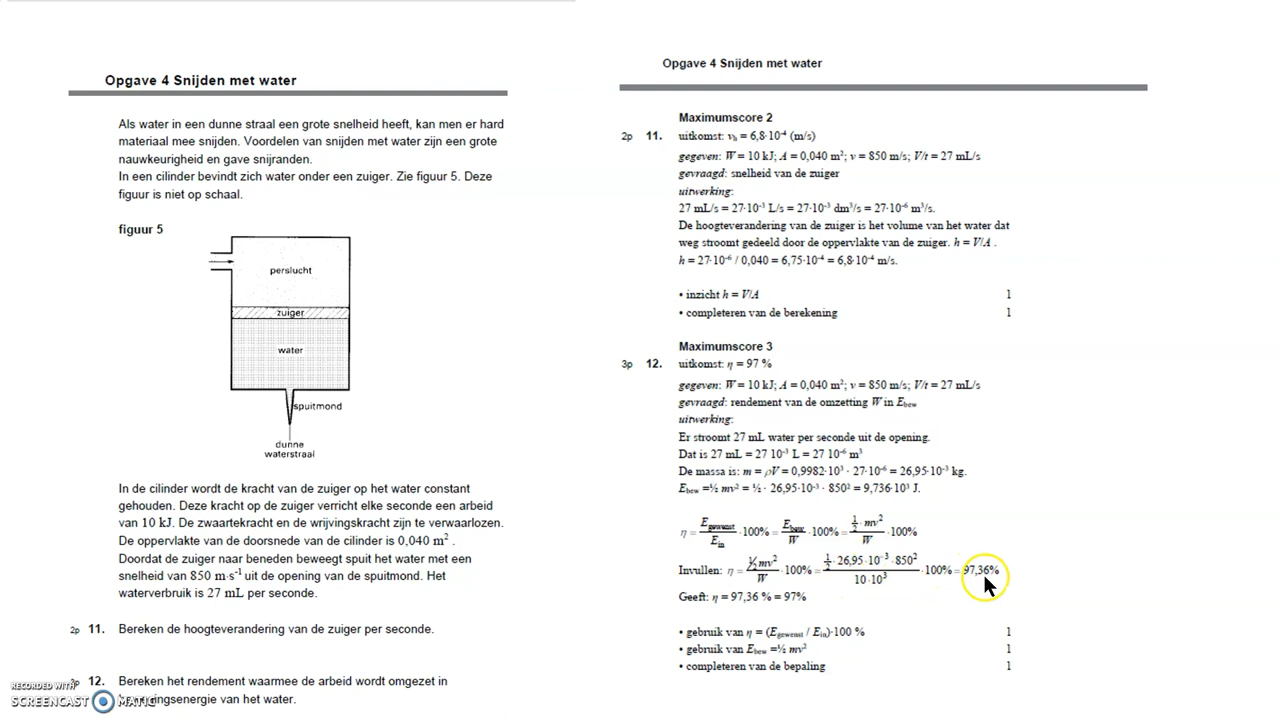 Opgave 4 Snijden met water
Als water in een dunne straal een grote snelheid heeft, kan men er hard
materiaal mee snijden. Voordelen van snijden met water zijn een grote
nauwkeurigheid en gave snijranden.
In een cilinder bevindt zich water onder een zuiger. Zie figuur 5. Deze
figuur is niet op schaal.
figuur 5
perslucht
zuiger
water
spuitmond
dunne
waterstraal
In de cilinder wordt de kracht van de zuiger op het water constant
gehouden. Deze kracht op de zuiger verricht elke seconde een arbeid
van 10 kJ. De zwaartekracht en de wrijvingskracht zijn te verwaarlozen.
De oppervlakte van de doorsnede van de cilinder is 0,040 m².
Doordat de zuiger naar beneden beweegt spuit het water met een
snelheid van 850 m·s⁻¹ uit de opening van de spuitmond. Het
waterverbruik is 27 mL per seconde.
2p 11. Bereken de hoogteverandering van de zuiger per seconde.
12. Bereken het rendement waarmee de arbeid wordt omgezet in
van het water.
RECORDED WITH
SCREENCAST MATIC
Opgave 4 Snijden met water
Maximumscore 2
2p 11. uitkomst: vₕ = 6,8·10⁻⁴ (m/s)
gegeven: W = 10 kJ; A = 0,040 m²; v = 850 m/s; V/t = 27 mL/s
gevraagd: snelheid van de zuiger
uitwerking:
27 mL/s = 27·10⁻³ L/s = 27·10⁻³ dm³/s = 27·10⁻⁶ m³/s.
De hoogteverandering van de zuiger is het volume van het water dat
weg stroomt gedeeld door de oppervlakte van de zuiger. h = V/A .
h = 27·10⁻⁶ / 0,040 = 6,75·10⁻⁴ = 6,8·10⁻⁴ m/s.
• inzicht h = V/A 1
• completeren van de berekening 1
Maximumscore 3
3p 12. uitkomst: η = 97 %
gegeven: W = 10 kJ; A = 0,040 m²; v = 850 m/s; V/t = 27 mL/s
gevraagd: rendement van de omzetting W in E_bew
uitwerking:
Er stroomt 27 mL water per seconde uit de opening.
Dat is 27 mL = 27 10⁻³ L = 27 10⁻⁶ m³
De massa is: m = ρV = 0,9982·10³ · 27·10⁻⁶ = 26,95·10⁻³ kg.
E_bew =½ mv² = ½ · 26,95·10⁻³ · 850² = 9,736·10³ J.
η = E_gewenst / E_in ·100% = E_bew / W ·100% = ½ · mv² / W ·100%
Invullen: η = ½mv² / W ·100% = ½ · 26,95·10⁻³ · 850² / 10·10³ ·100% = 97,36%
Geeft: η = 97,36 % = 97%
• gebruik van η = (E_gewenst / E_in)·100 % 1
• gebruik van E_bew =½ mv² 1
• completeren van de bepaling 1